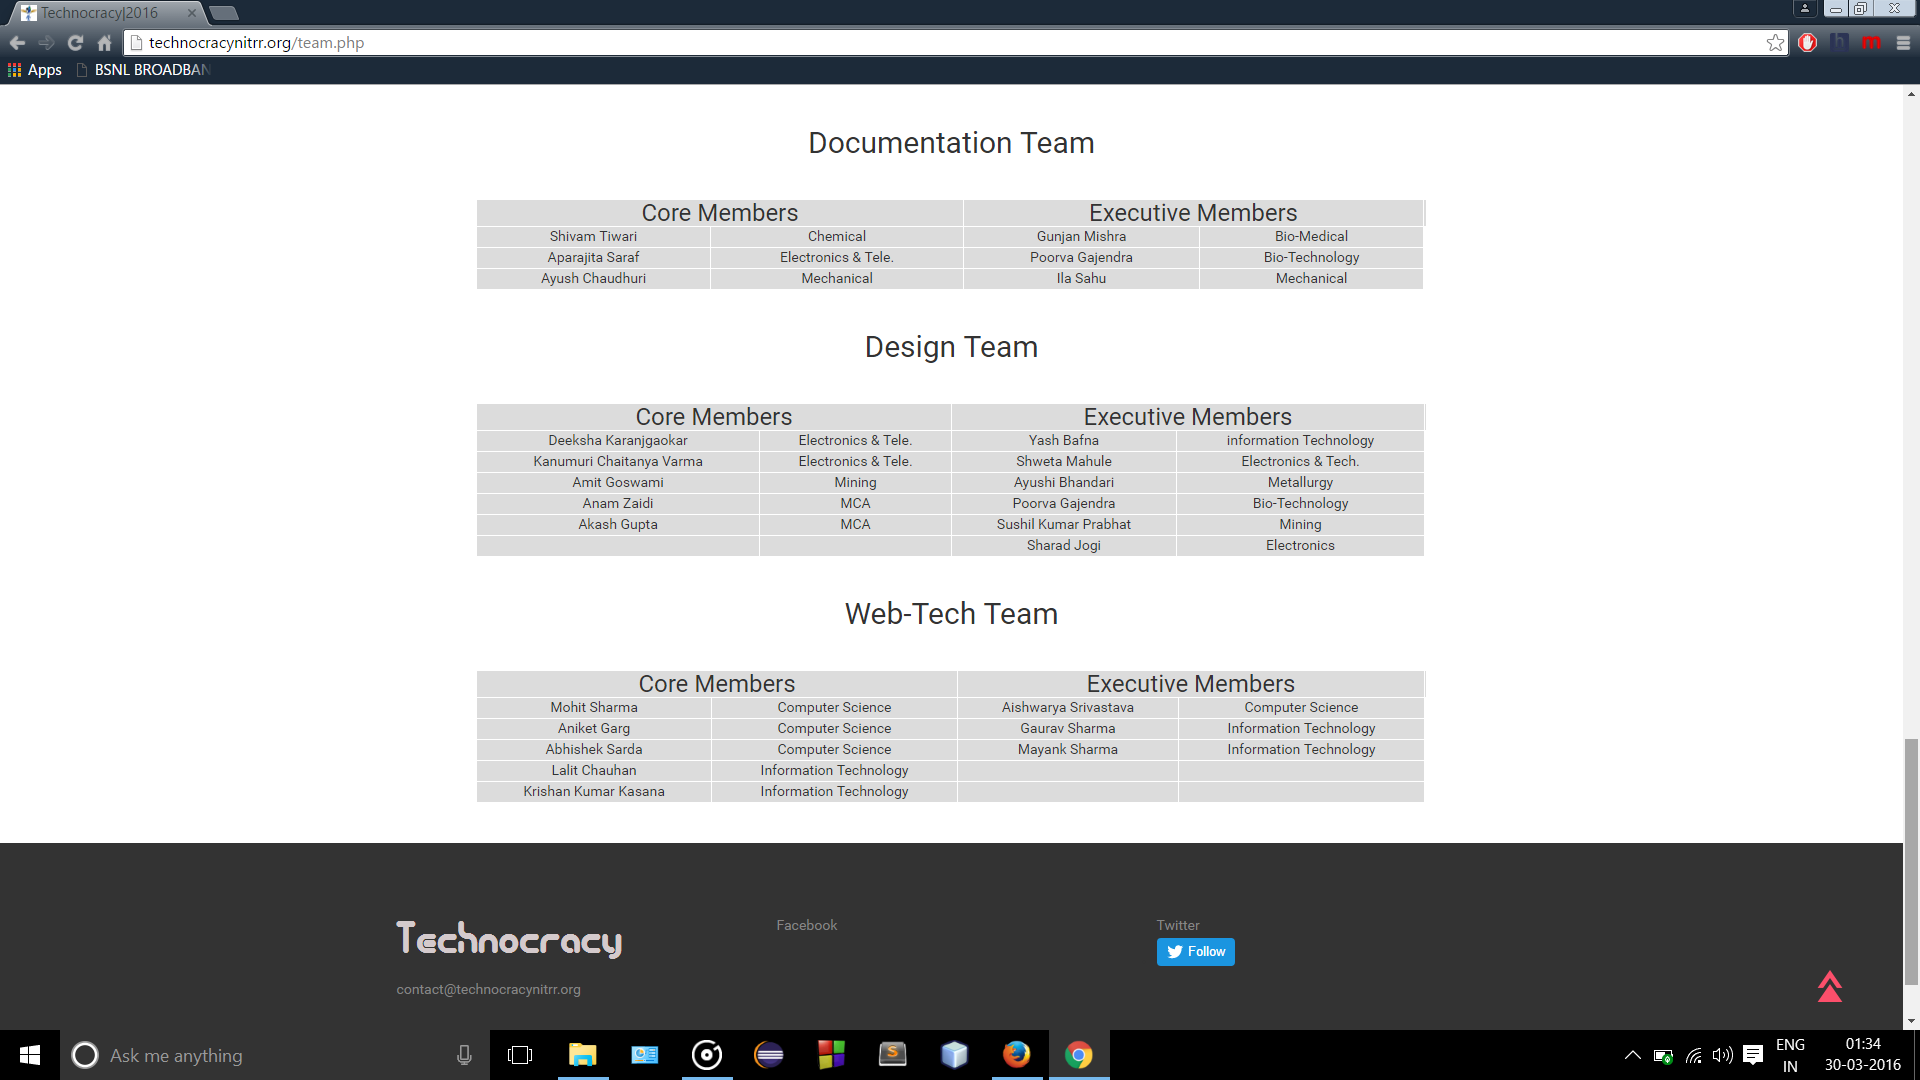 Technocracy|2016
technocracynitrr.org/team.php
Apps BSNL BROADBAN
Documentation Team
Core Members Executive Members
Shivam Tiwari Chemical Gunjan Mishra Bio-Medical
Aparajita Saraf Electronics & Tele. Poorva Gajendra Bio-Technology
Ayush Chaudhuri Mechanical Ila Sahu Mechanical
Design Team
Core Members Executive Members
Deeksha Karanjgaokar Electronics & Tele. Yash Bafna information Technology
Kanumuri Chaitanya Varma Electronics & Tele. Shweta Mahule Electronics & Tech.
Amit Goswami Mining Ayushi Bhandari Metallurgy
Anam Zaidi MCA Poorva Gajendra Bio-Technology
Akash Gupta MCA Sushil Kumar Prabhat Mining
Sharad Jogi Electronics
Web-Tech Team
Core Members Executive Members
Mohit Sharma Computer Science Aishwarya Srivastava Computer Science
Aniket Garg Computer Science Gaurav Sharma Information Technology
Abhishek Sarda Computer Science Mayank Sharma Information Technology
Lalit Chauhan Information Technology
Krishan Kumar Kasana Information Technology
Technocracy Facebook Twitter
Follow
contact@technocracynitrr.org
Ask me anything ENG 01:34
IN 30-03-2016